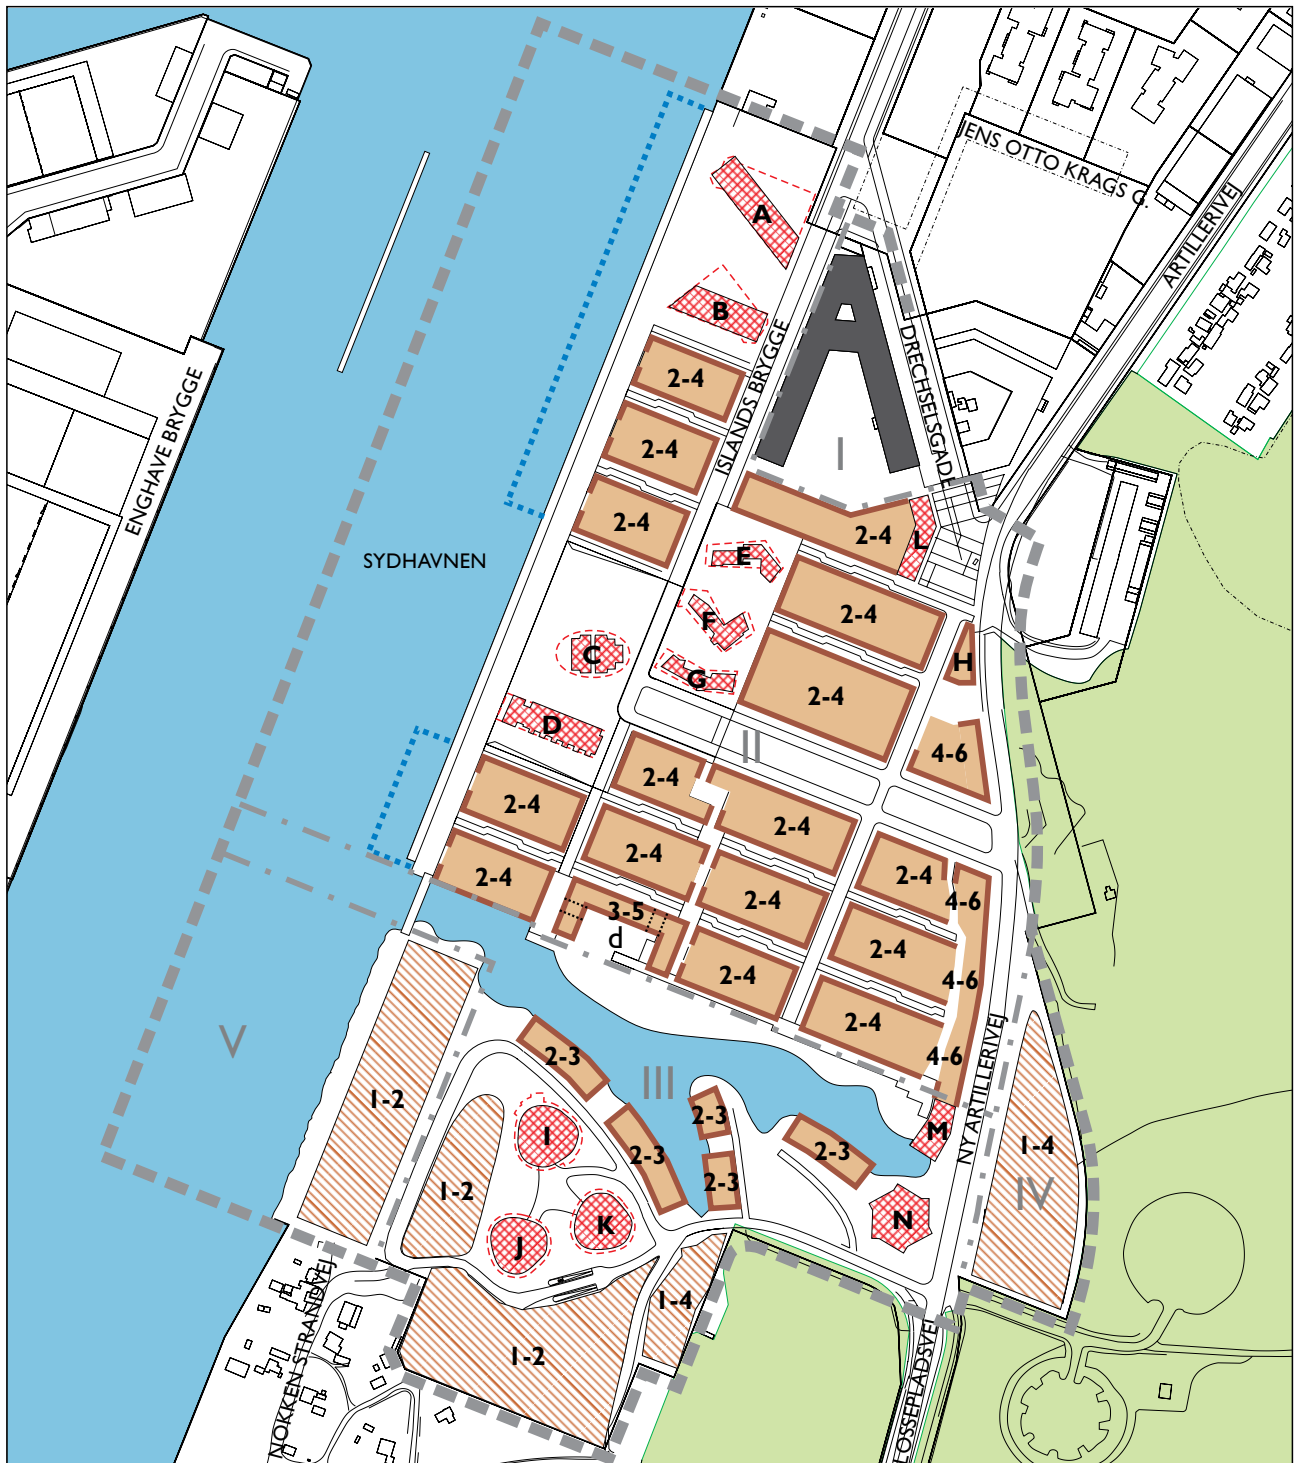 JENS OTTO KRAGS G.
ARTILLERIVEJ
A
B
ISLANDS BRYGGE
DRECHSELSGADE
2-4
2-4
I
ENGHAVE BRYGGE
2-4
2-4
L
SYDHAVNEN
E
2-4
F
H
C
G
2-4
D
II
4-6
2-4
2-4
2-4
2-4
2-4
2-4
4-6
2-4
2-4
3-5
P
2-4
2-4
4-6
2-4
V
2-3
III
4-6
NY ARTILLERIVEJ
1-2
I
2-3
2-3
2-3
M
1-4
1-2
2-3
IV
K
N
J
1-4
1-2
NOKKEN STRANDVEJ
LOSSEPLADSVEJ